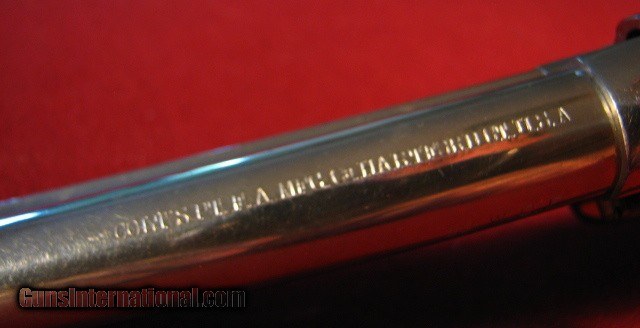 COLT'S PT. F. A. MFG. Co. HARTFORD CT. U.S.A
GunsInternational.com